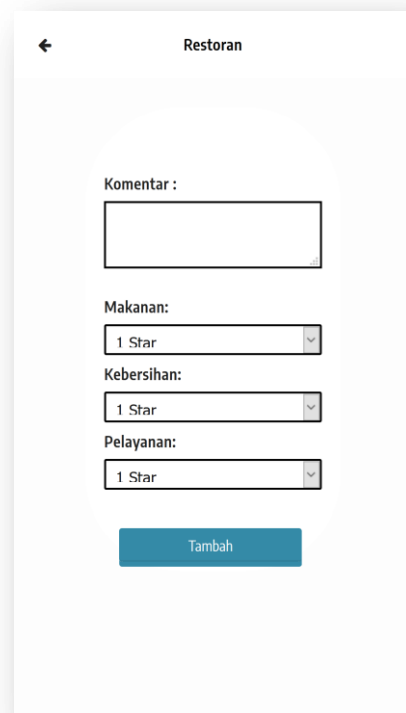 Restoran
Komentar :
Makanan:
1 Star
Kebersihan:
1 Star
Pelayanan:
1 Star
Tambah